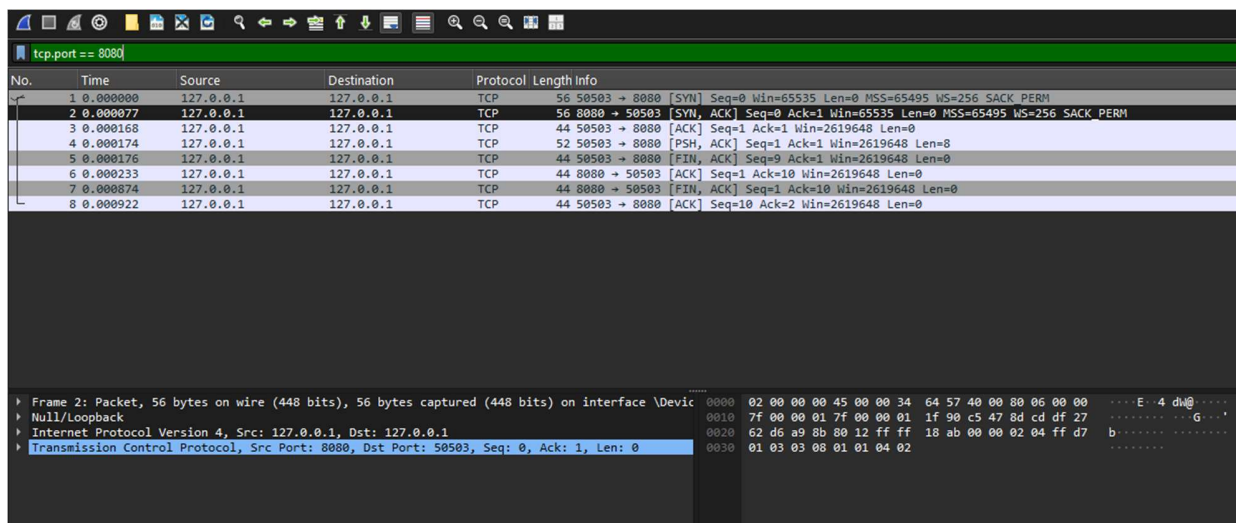 tcp.port == 8080
No. Time Source Destination Protocol Length Info
1 0.000000 127.0.0.1 127.0.0.1 TCP 56 50503 → 8080 [SYN] Seq=0 Win=65535 Len=0 MSS=65495 WS=256 SACK_PERM
2 0.000077 127.0.0.1 127.0.0.1 TCP 56 8080 → 50503 [SYN, ACK] Seq=0 Ack=1 Win=65535 Len=0 MSS=65495 WS=256 SACK_PERM
3 0.000168 127.0.0.1 127.0.0.1 TCP 44 50503 → 8080 [ACK] Seq=1 Ack=1 Win=2619648 Len=0
4 0.000174 127.0.0.1 127.0.0.1 TCP 52 50503 → 8080 [PSH, ACK] Seq=1 Ack=1 Win=2619648 Len=8
5 0.000176 127.0.0.1 127.0.0.1 TCP 44 50503 → 8080 [FIN, ACK] Seq=9 Ack=1 Win=2619648 Len=0
6 0.000233 127.0.0.1 127.0.0.1 TCP 44 8080 → 50503 [ACK] Seq=1 Ack=10 Win=2619648 Len=0
7 0.000874 127.0.0.1 127.0.0.1 TCP 44 8080 → 50503 [FIN, ACK] Seq=1 Ack=10 Win=2619648 Len=0
8 0.000922 127.0.0.1 127.0.0.1 TCP 44 50503 → 8080 [ACK] Seq=10 Ack=2 Win=2619648 Len=0
Frame 2: Packet, 56 bytes on wire (448 bits), 56 bytes captured (448 bits) on interface \Devic
Null/Loopback
Internet Protocol Version 4, Src: 127.0.0.1, Dst: 127.0.0.1
Transmission Control Protocol, Src Port: 8080, Dst Port: 50503, Seq: 0, Ack: 1, Len: 0
0000 02 00 00 00 45 00 00 34 64 57 40 00 80 06 00 00 ····E··4 dW@·····
0010 7f 00 00 01 7f 00 00 01 1f 90 c5 47 8d cd df 27 ········ ···G···'
0020 62 d6 a9 8b 80 12 ff ff 18 ab 00 00 02 04 ff d7 b······· ········
0030 01 03 03 08 01 01 04 02 ········